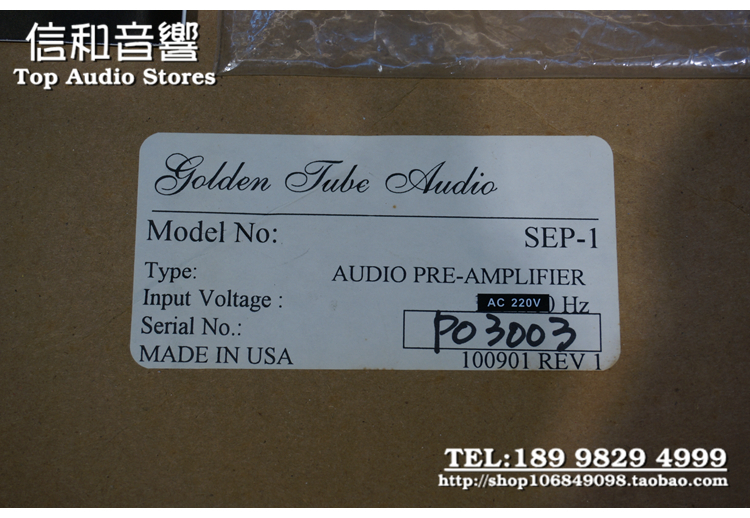 信和音響
Top Audio Stores
Golden Tube Audio
Model No: SEP-1
Type: AUDIO PRE-AMPLIFIER
Input Voltage : AC 220V Hz
Serial No.: PO3003
MADE IN USA 100901 REV 1
TEL:189 9829 4999
http://shop106849098.taobao.com